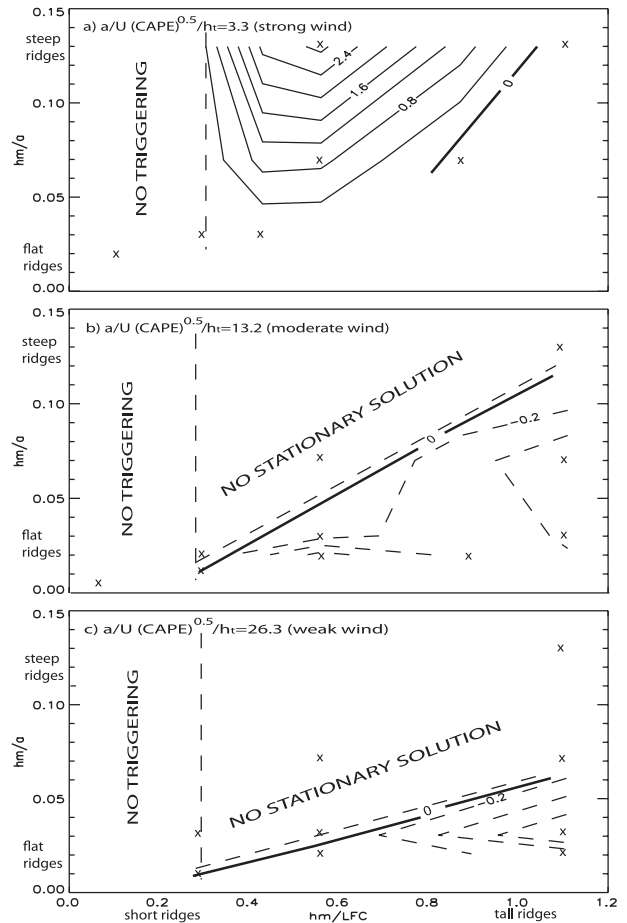 a) a/U (CAPE)^0.5/ht=3.3 (strong wind)
steep ridges
0.15
0.10
0.05
0.00
hm/a
flat ridges
NO TRIGGERING
2.4
1.6
0.8
0
x x x x x x x x
b) a/U (CAPE)^0.5/ht=13.2 (moderate wind)
steep ridges
0.15
0.10
0.05
0.00
hm/a
flat ridges
NO TRIGGERING
NO STATIONARY SOLUTION
0
−0.2
x x x x x x x x x x
c) a/U (CAPE)^0.5/ht=26.3 (weak wind)
steep ridges
0.15
0.10
0.05
0.00
hm/a
flat ridges
NO TRIGGERING
NO STATIONARY SOLUTION
0
−0.2
x x x x x x x x x
0.0 0.2 0.4 0.6 0.8 1.0 1.2
short ridges hm/LFC tall ridges